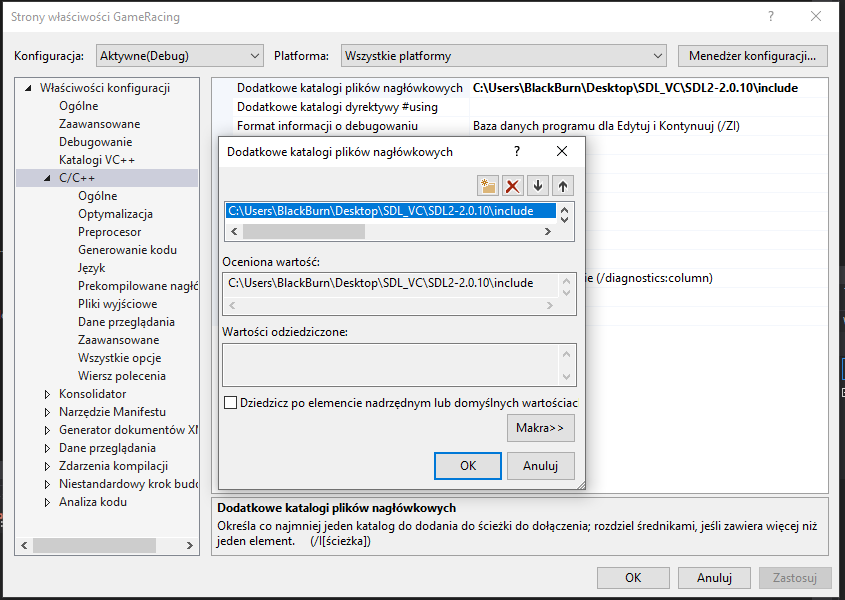 Strony właściwości GameRacing
Konfiguracja: Aktywne(Debug) Platforma: Wszystkie platformy Menedżer konfiguracji...
Właściwości konfiguracji
Ogólne
Zaawansowane
Debugowanie
Katalogi VC++
C/C++
Ogólne
Optymalizacja
Preprocesor
Generowanie kodu
Język
Prekompilowane nagłó
Pliki wyjściowe
Dane przeglądania
Zaawansowane
Wszystkie opcje
Wiersz polecenia
Konsolidator
Narzędzie Manifestu
Generator dokumentów XM
Dane przeglądania
Zdarzenia kompilacji
Niestandardowy krok budo
Analiza kodu
Dodatkowe katalogi plików nagłówkowych C:\Users\BlackBurn\Desktop\SDL_VC\SDL2-2.0.10\include
Dodatkowe katalogi dyrektywy #using
Format informacji o debugowaniu Baza danych programu dla Edytuj i Kontynuuj (/ZI)
ie (/diagnostics:column)
Dodatkowe katalogi plików nagłówkowych
C:\Users\BlackBurn\Desktop\SDL_VC\SDL2-2.0.10\include
Oceniona wartość:
C:\Users\BlackBurn\Desktop\SDL_VC\SDL2-2.0.10\include
Wartości odziedziczone:
Dziedzicz po elemencie nadrzędnym lub domyślnych wartościac
Makra>>
OK Anuluj
Dodatkowe katalogi plików nagłówkowych
Określa co najmniej jeden katalog do dodania do ścieżki do dołączenia; rozdziel średnikami, jeśli zawiera więcej niż
jeden element. (/I[ścieżka])
OK Anuluj Zastosuj